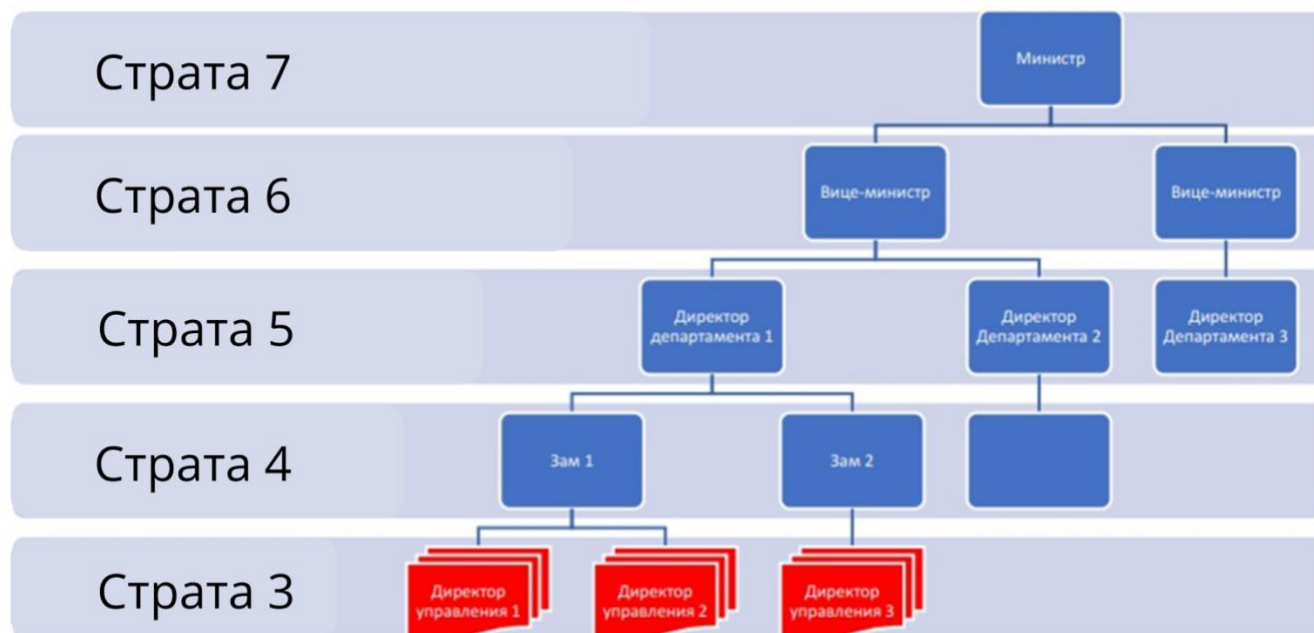 Страта 7
Министр
Страта 6
Вице-министр
Вице-министр
Страта 5
Директор
департамента 1
Директор
Департамента 2
Директор
Департамента 3
Страта 4
Зам 1
Зам 2
Страта 3
Директор
управления 1
Директор
управления 2
Директор
управления 3